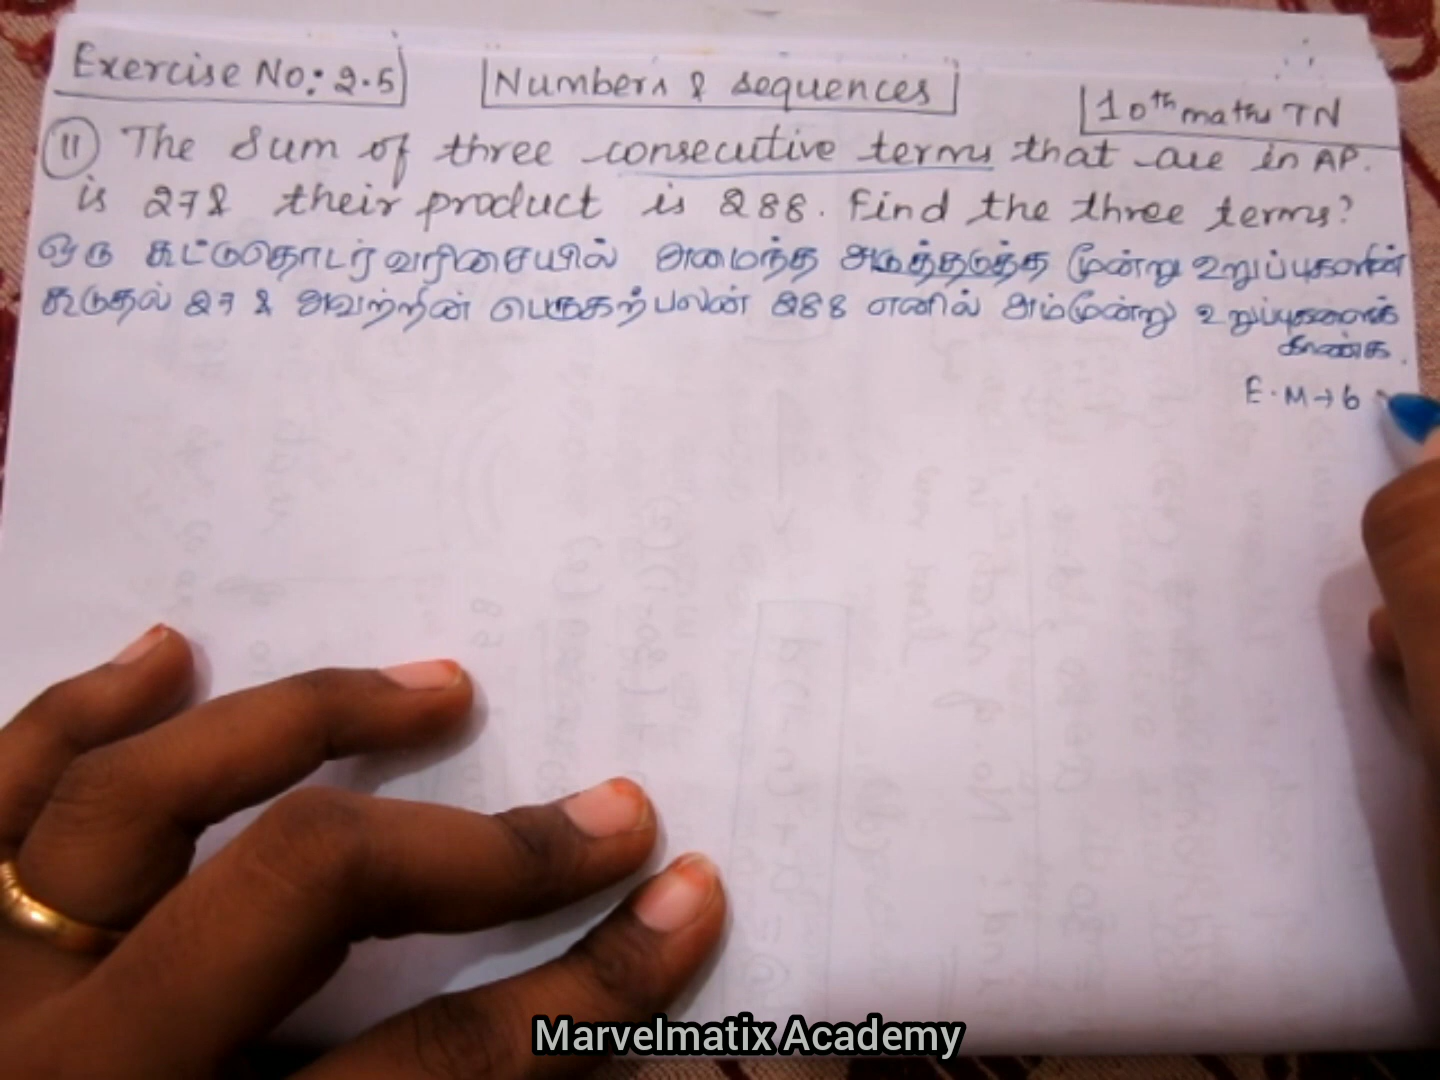 Exercise No: 2.5
Numbers & sequences
10th maths TN
11 The sum of three consecutive terms that are in AP.
is 27 & their product is 288. Find the three terms?
ஒரு கூட்டுதொடர் வரிசையில் அமைந்த அடுத்தடுத்த மூன்று உறுப்புகளின்
கூடுதல் 27 & அவற்றின் பெருக்கற்பலன் 288 எனில் அம்மூன்று உறுப்புகளைக்
காண்க.
E.M→6
Marvelmatix Academy